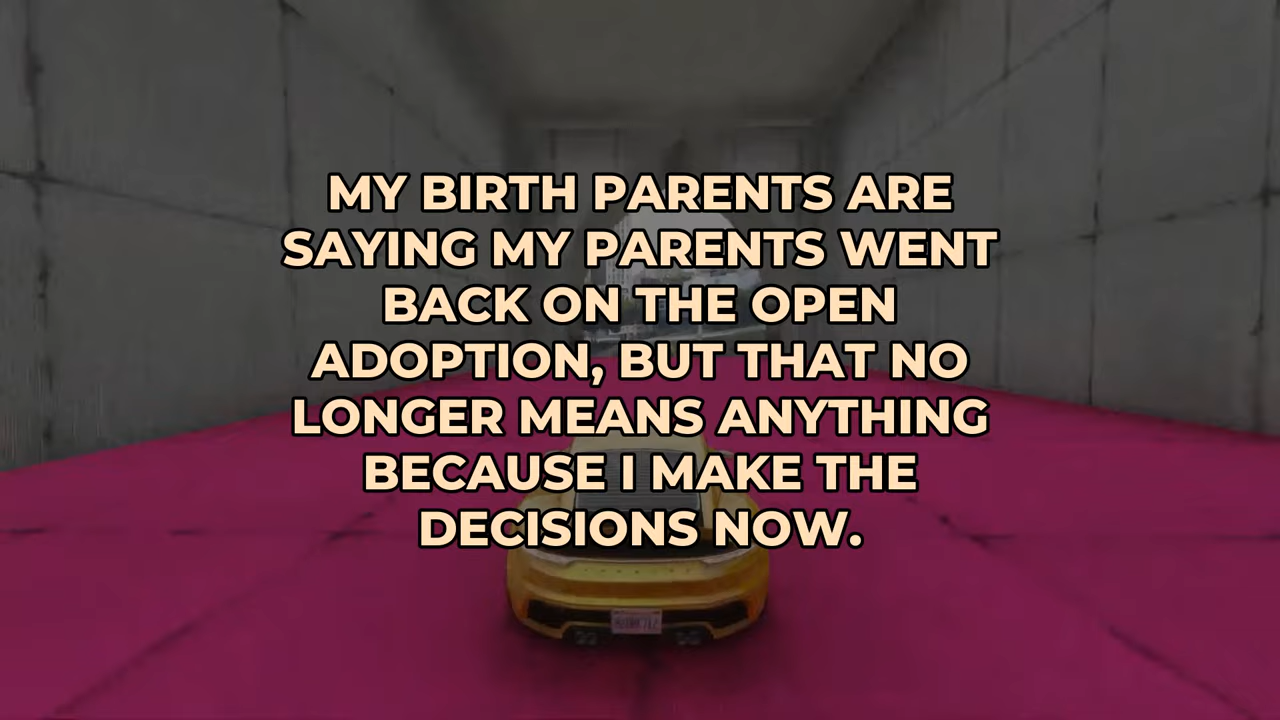 MY BIRTH PARENTS ARE
SAYING MY PARENTS WENT
BACK ON THE OPEN
ADOPTION, BUT THAT NO
LONGER MEANS ANYTHING
BECAUSE I MAKE THE
DECISIONS NOW.